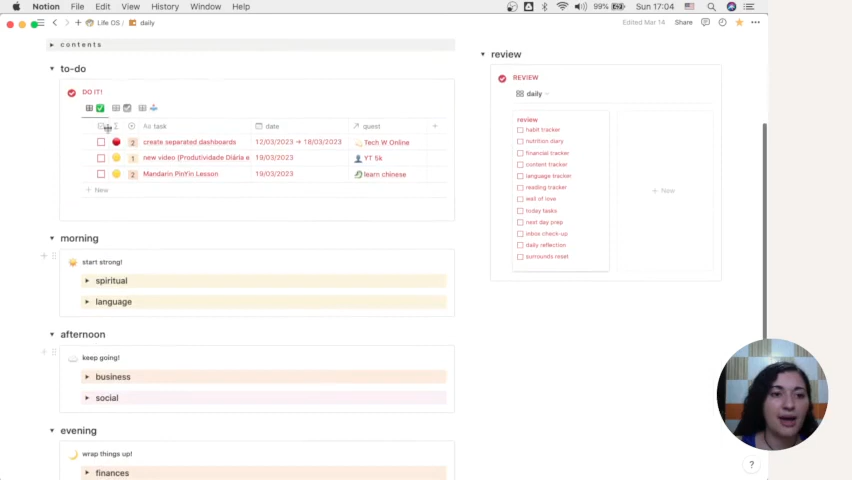 Notion File Edit View History Window Help 99% Sun 17:04
Life OS / daily Edited Mar 14 Share
contents
to-do
DO IT!
Aa task date quest
2 create separated dashboards 12/03/2023 → 18/03/2023 Tech W Online
1 new video (Produtividade Diária e 19/03/2023 YT 5k
2 Mandarin PinYin Lesson 19/03/2023 learn chinese
+ New
morning
start strong!
spiritual
language
afternoon
keep going!
business
social
evening
wrap things up!
finances
review
REVIEW
daily
review
habit tracker
nutrition diary
financial tracker
content tracker
language tracker
reading tracker
wall of love
today tasks
next day prep
inbox check-up
daily reflection
surrounds reset
+ New
?